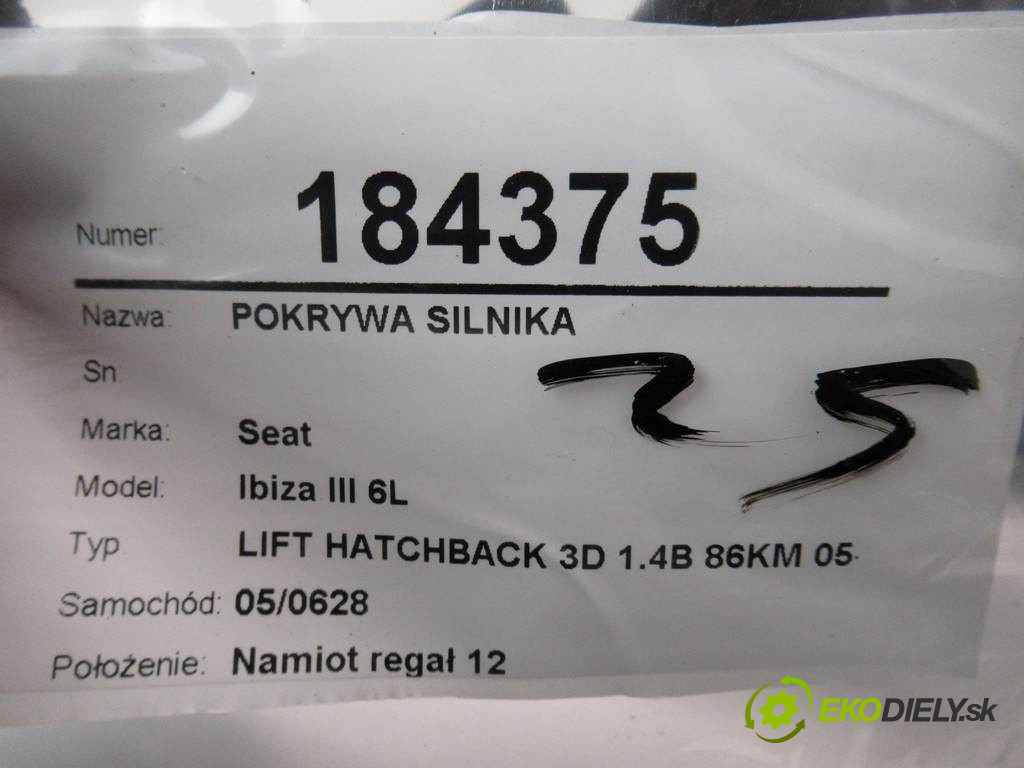 Numer: 184375
Nazwa: POKRYWA SILNIKA
Sn
25
Marka: Seat
Model: Ibiza III 6L
Typ LIFT HATCHBACK 3D 1.4B 86KM 05-
Samochód: 05/0628
Położenie: Namiot regał 12
EKODIELY.sk